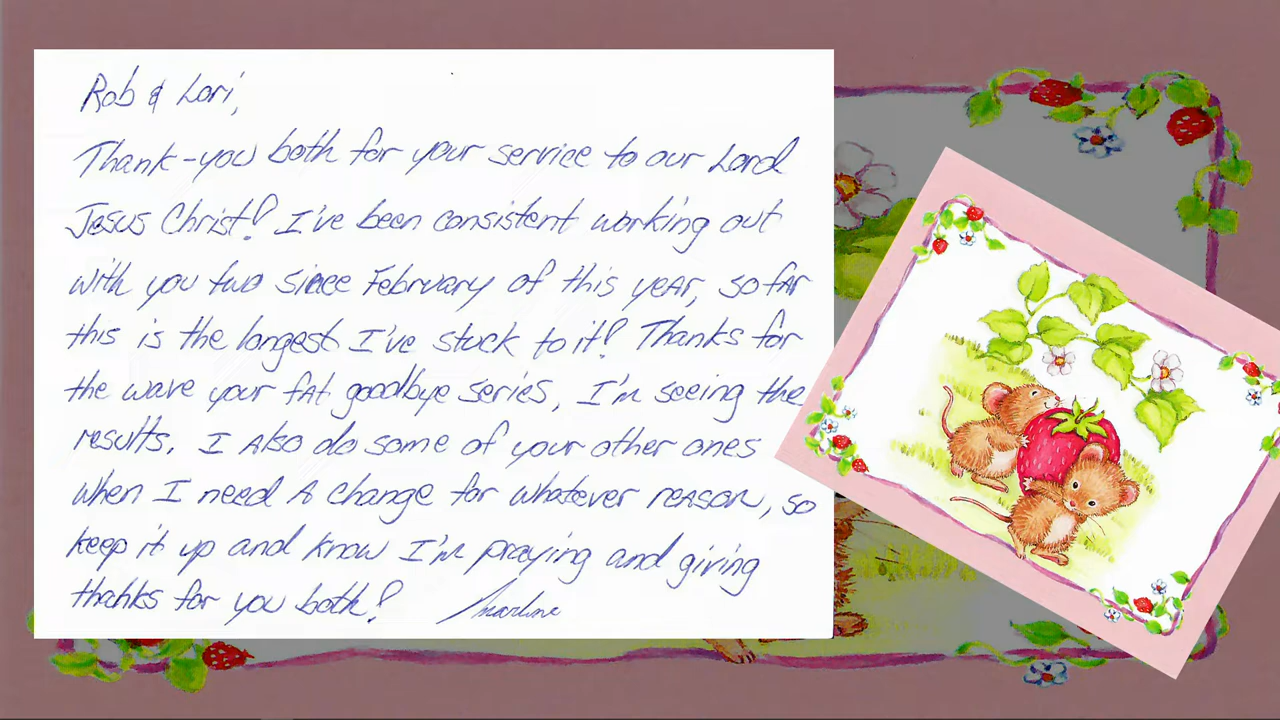 Rob & Lori,
Thank-you both for your service to our Lord
Jesus Christ! I've been consistent working out
with you two since February of this year, so far
this is the longest I've stuck to it! Thanks for
the wave your fat goodbye series, I'm seeing the
results. I also do some of your other ones
when I need a change for whatever reason, so
keep it up and know I'm praying and giving
thanks for you both! Marlene